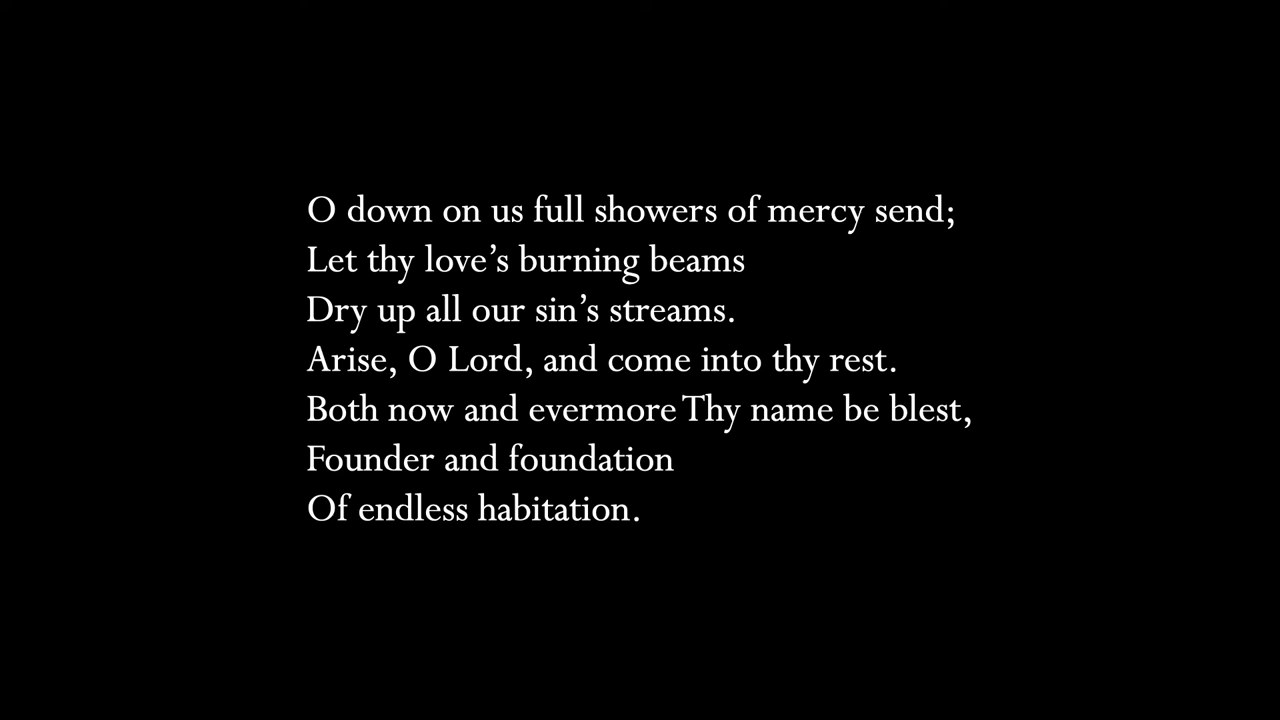 O down on us full showers of mercy send;
Let thy love’s burning beams
Dry up all our sin’s streams.
Arise, O Lord, and come into thy rest.
Both now and evermore Thy name be blest,
Founder and foundation
Of endless habitation.